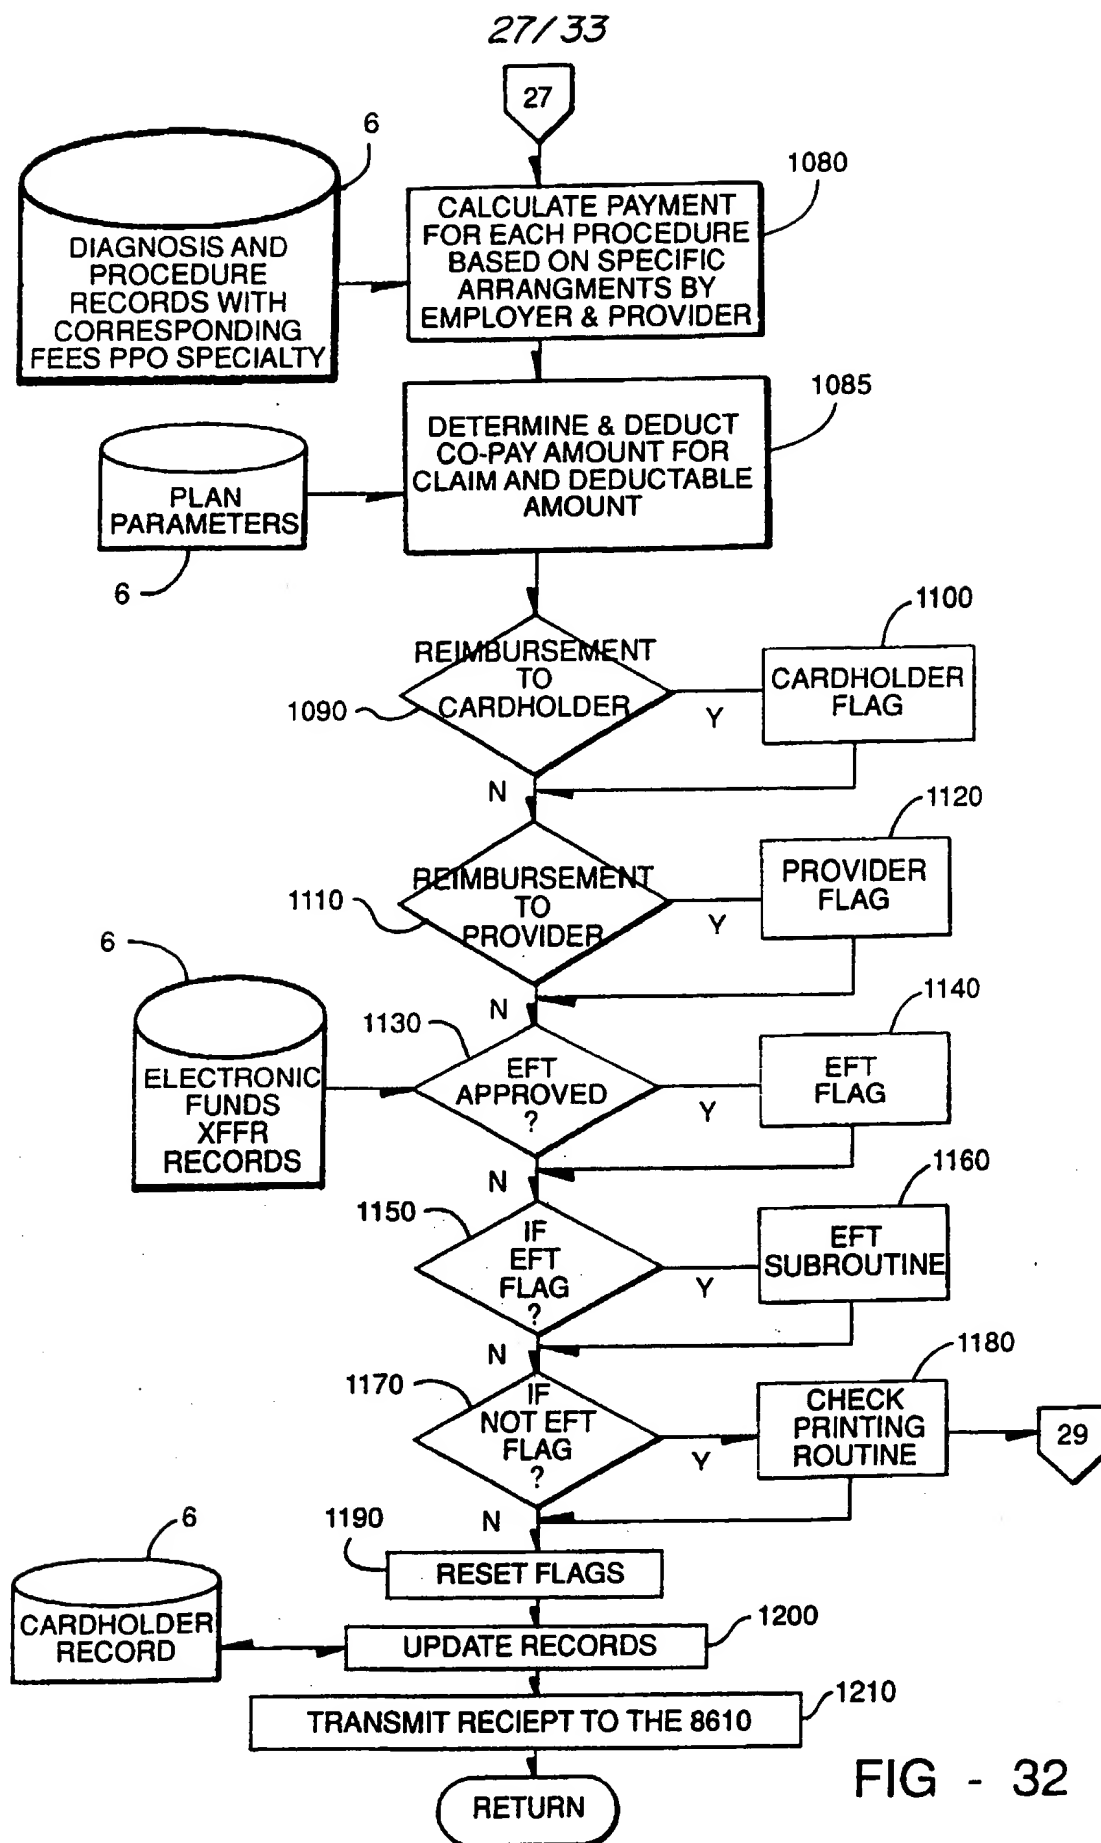 27/33
27
6
1080
DIAGNOSIS AND
PROCEDURE
RECORDS WITH
CORRESPONDING
FEES PPO SPECIALTY
CALCULATE PAYMENT
FOR EACH PROCEDURE
BASED ON SPECIFIC
ARRANGMENTS BY
EMPLOYER & PROVIDER
1085
DETERMINE & DEDUCT
CO-PAY AMOUNT FOR
CLAIM AND DEDUCTABLE
AMOUNT
PLAN
PARAMETERS
6
1100
REIMBURSEMENT
TO
CARDHOLDER
1090
Y
CARDHOLDER
FLAG
N
1120
REIMBURSEMENT
TO
PROVIDER
1110
Y
PROVIDER
FLAG
N
6
1130
1140
ELECTRONIC
FUNDS
XFFR
RECORDS
EFT
APPROVED
?
Y
EFT
FLAG
N
1150
1160
IF
EFT
FLAG
?
Y
EFT
SUBROUTINE
N
1170
1180
IF
NOT EFT
FLAG
?
Y
CHECK
PRINTING
ROUTINE
29
N
1190
RESET FLAGS
6
CARDHOLDER
RECORD
1200
UPDATE RECORDS
1210
TRANSMIT RECIEPT TO THE 8610
RETURN
FIG - 32